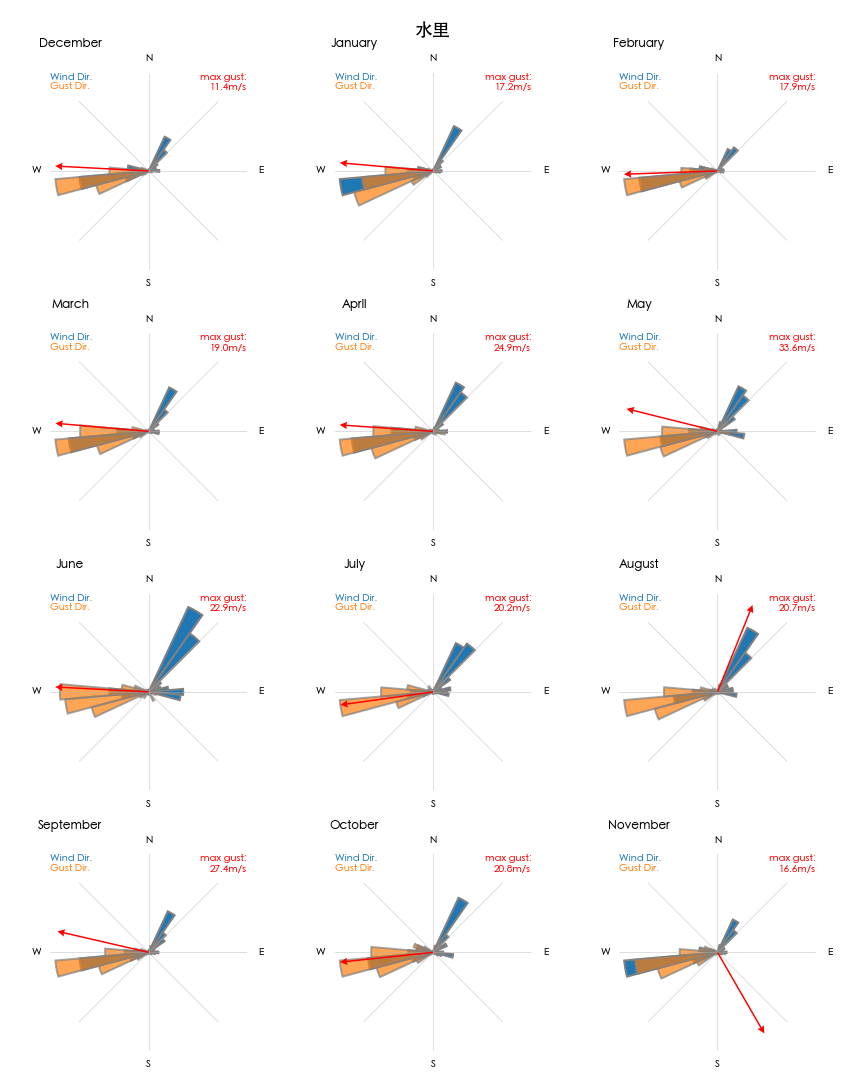 水里
December
January
February
N
N
N
Wind Dir.
Gust Dir.
max gust:
11.4m/s
Wind Dir.
Gust Dir.
max gust:
17.2m/s
Wind Dir.
Gust Dir.
max gust:
17.9m/s
W
E
W
E
W
E
S
S
S
March
April
May
N
N
N
Wind Dir.
Gust Dir.
max gust:
19.0m/s
Wind Dir.
Gust Dir.
max gust:
24.9m/s
Wind Dir.
Gust Dir.
max gust:
33.6m/s
W
E
W
E
W
E
S
S
S
June
July
August
N
N
N
Wind Dir.
Gust Dir.
max gust:
22.9m/s
Wind Dir.
Gust Dir.
max gust:
20.2m/s
Wind Dir.
Gust Dir.
max gust:
20.7m/s
W
E
W
E
W
E
S
S
S
September
October
November
N
N
N
Wind Dir.
Gust Dir.
max gust:
27.4m/s
Wind Dir.
Gust Dir.
max gust:
20.8m/s
Wind Dir.
Gust Dir.
max gust:
16.6m/s
W
E
W
E
W
E
S
S
S